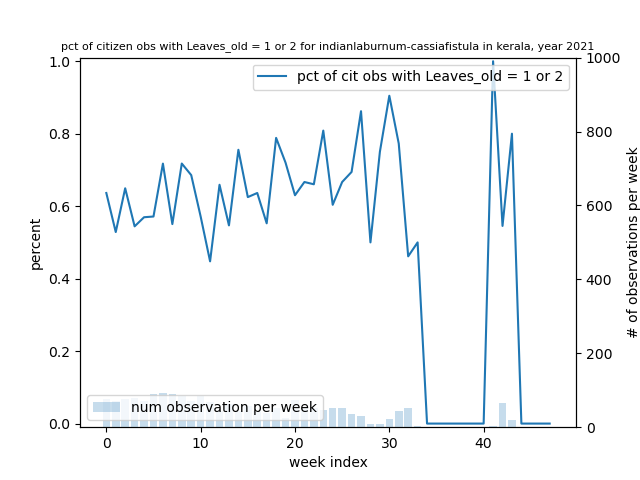 pct of citizen obs with Leaves_old = 1 or 2 for indianlaburnum-cassiafistula in kerala, year 2021
pct of cit obs with Leaves_old = 1 or 2
num observation per week
1.0
0.8
0.6
0.4
0.2
0.0
percent
1000
800
600
400
200
0
# of observations per week
0 10 20 30 40
week index